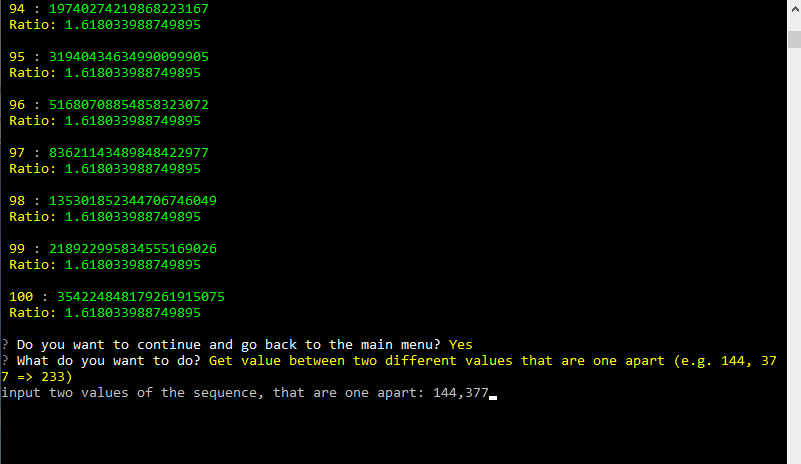 94 : 19740274219868223167
Ratio: 1.618033988749895
95 : 31940434634990099905
Ratio: 1.618033988749895
96 : 51680708854858323072
Ratio: 1.618033988749895
97 : 83621143489848422977
Ratio: 1.618033988749895
98 : 135301852344706746049
Ratio: 1.618033988749895
99 : 218922995834555169026
Ratio: 1.618033988749895
100 : 354224848179261915075
Ratio: 1.618033988749895
? Do you want to continue and go back to the main menu? Yes
? What do you want to do? Get value between two different values that are one apart (e.g. 144, 37
7 => 233)
input two values of the sequence, that are one apart: 144,377